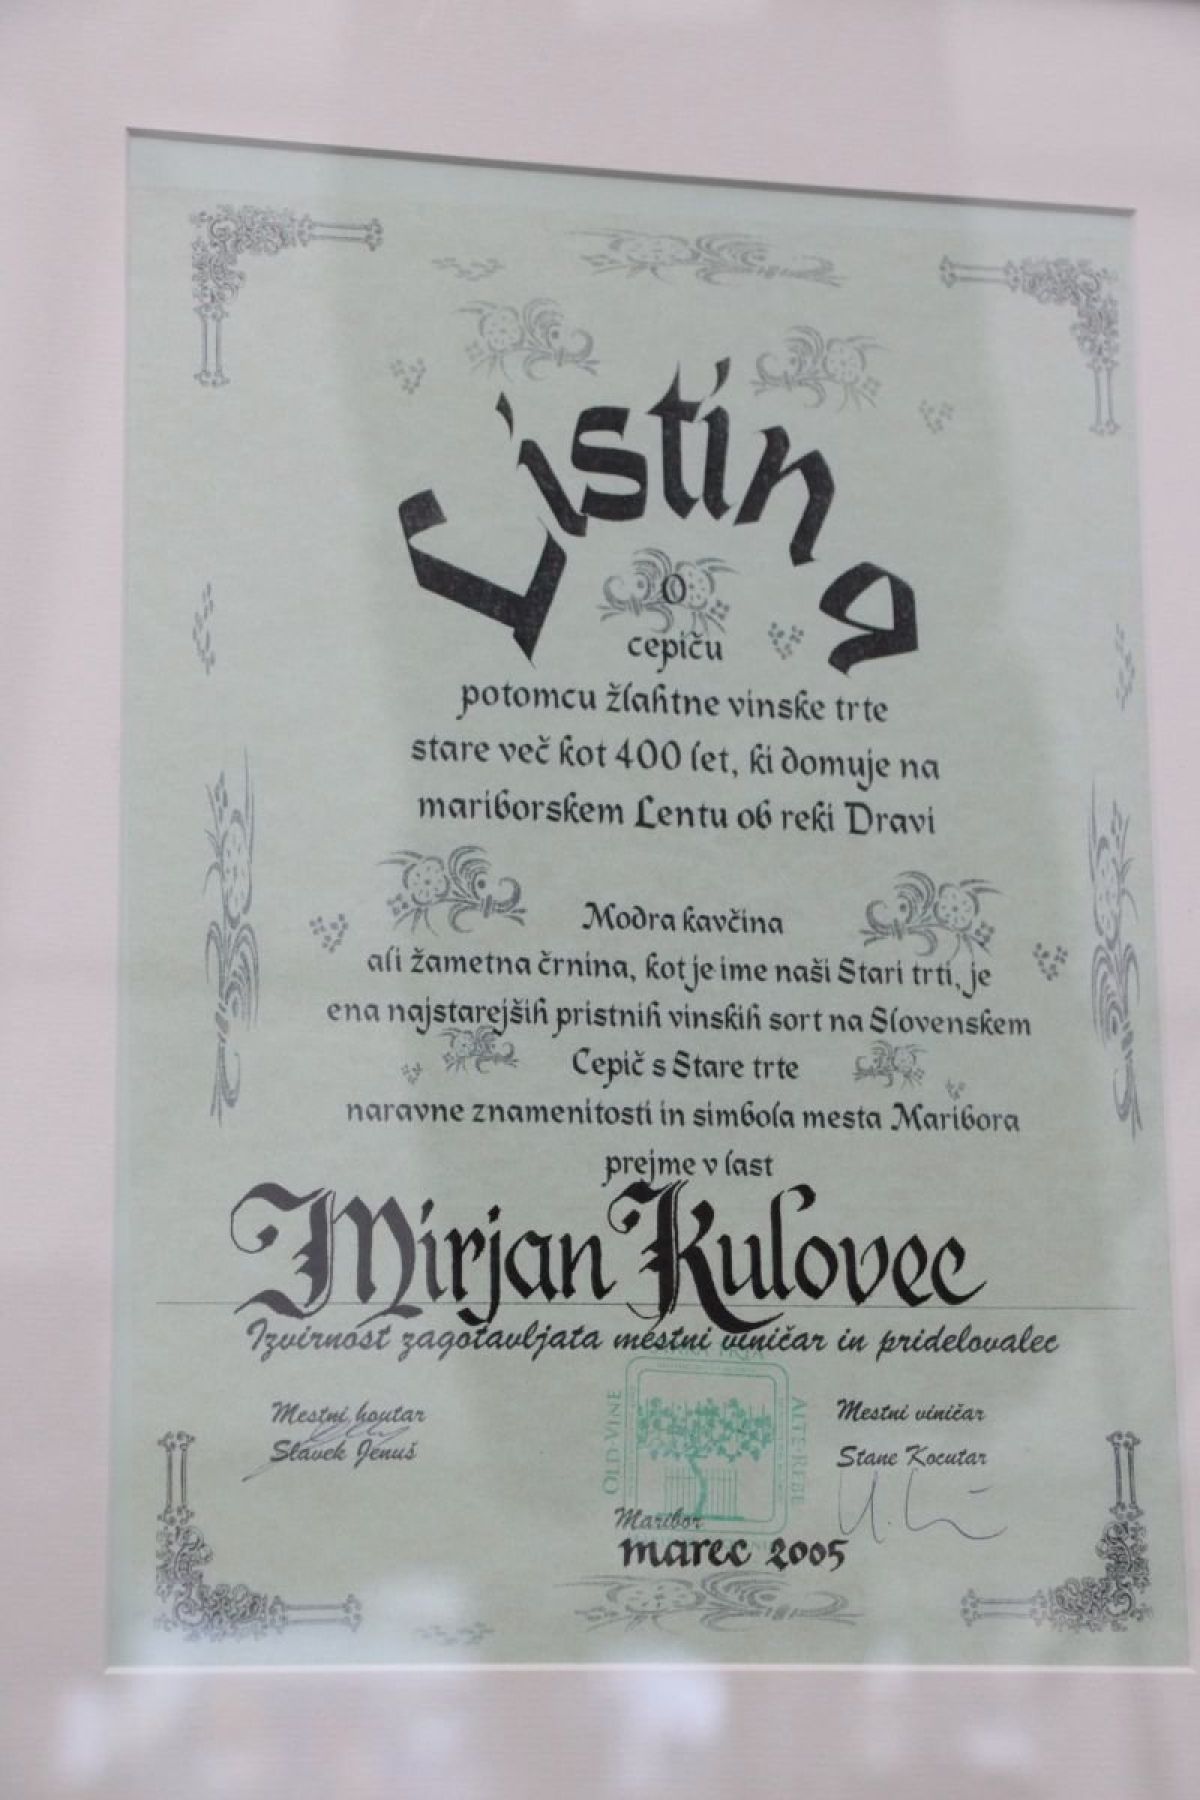 Listina
o
cepiču
potomcu žlahtne vinske trte
stare več kot 400 let, ki domuje na
mariborskem Lentu ob reki Dravi
Modra kavčina
ali žametna črnina, kot je ime naši Stari trti, je
ena najstarejših pristnih vinskih sort na Slovenskem
Cepič s Stare trte
naravne znamenitosti in simbola mesta Maribora
prejme v last
Mirjan Kulovec
Izvirnost zagotavljata mestni viničar in pridelovalec
Mestni houtar
Slavek Jenuš
OLD VINE
ALTE REBE
Mestni viničar
Stane Kocutar
Maribor
marec 2005